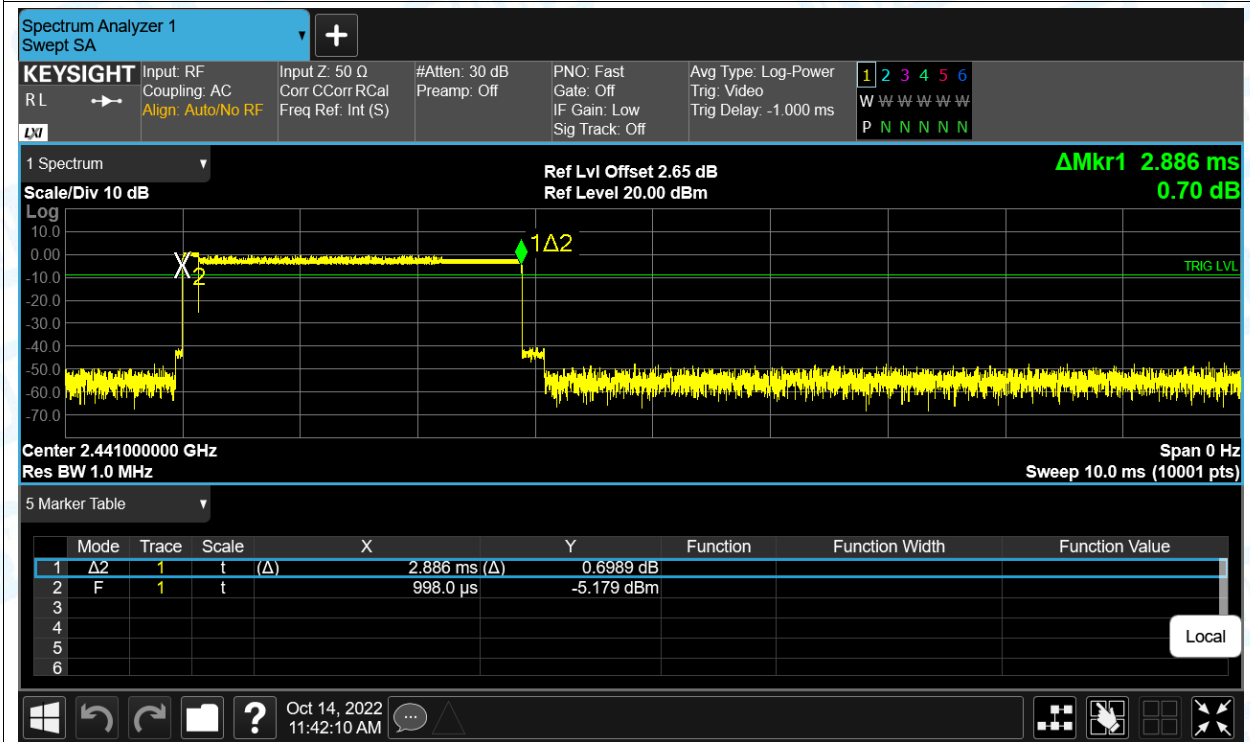 Spectrum Analyzer 1
Swept SA
+
KEYSIGHT Input: RF Input Z: 50 Ω #Atten: 30 dB PNO: Fast Avg Type: Log-Power 1 2 3 4 5 6
R L Coupling: AC Corr CCorr RCal Preamp: Off Gate: Off Trig: Video W W W W W W
Align: Auto/No RF Freq Ref: Int (S) IF Gain: Low Trig Delay: -1.000 ms
LXI Sig Track: Off P N N N N N
1 Spectrum
Ref Lvl Offset 2.65 dB ΔMkr1 2.886 ms
Scale/Div 10 dB Ref Level 20.00 dBm 0.70 dB
Log
10.0
0.00
-10.0
-20.0
-30.0
-40.0
-50.0
-60.0
-70.0
1Δ2
2
TRIG LVL
Center 2.441000000 GHz Span 0 Hz
Res BW 1.0 MHz Sweep 10.0 ms (10001 pts)
5 Marker Table
Mode Trace Scale X Y Function Function Width Function Value
1 Δ2 1 t (Δ) 2.886 ms (Δ) 0.6989 dB
2 F 1 t 998.0 µs -5.179 dBm
3
4
5
6
Local
? Oct 14, 2022
11:42:10 AM